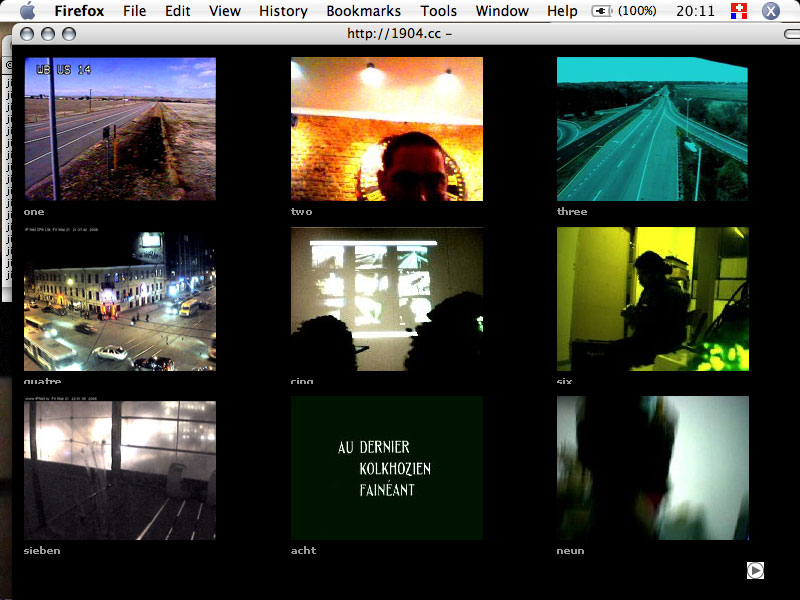 Firefox File Edit View History Bookmarks Tools Window Help (100%) 20:11
http://1904.cc –
WB US 14
one
two
three
quatre
cinq
six
AU DERNIER
KOLKHOZIEN
FAINÉANT
sieben
acht
neun